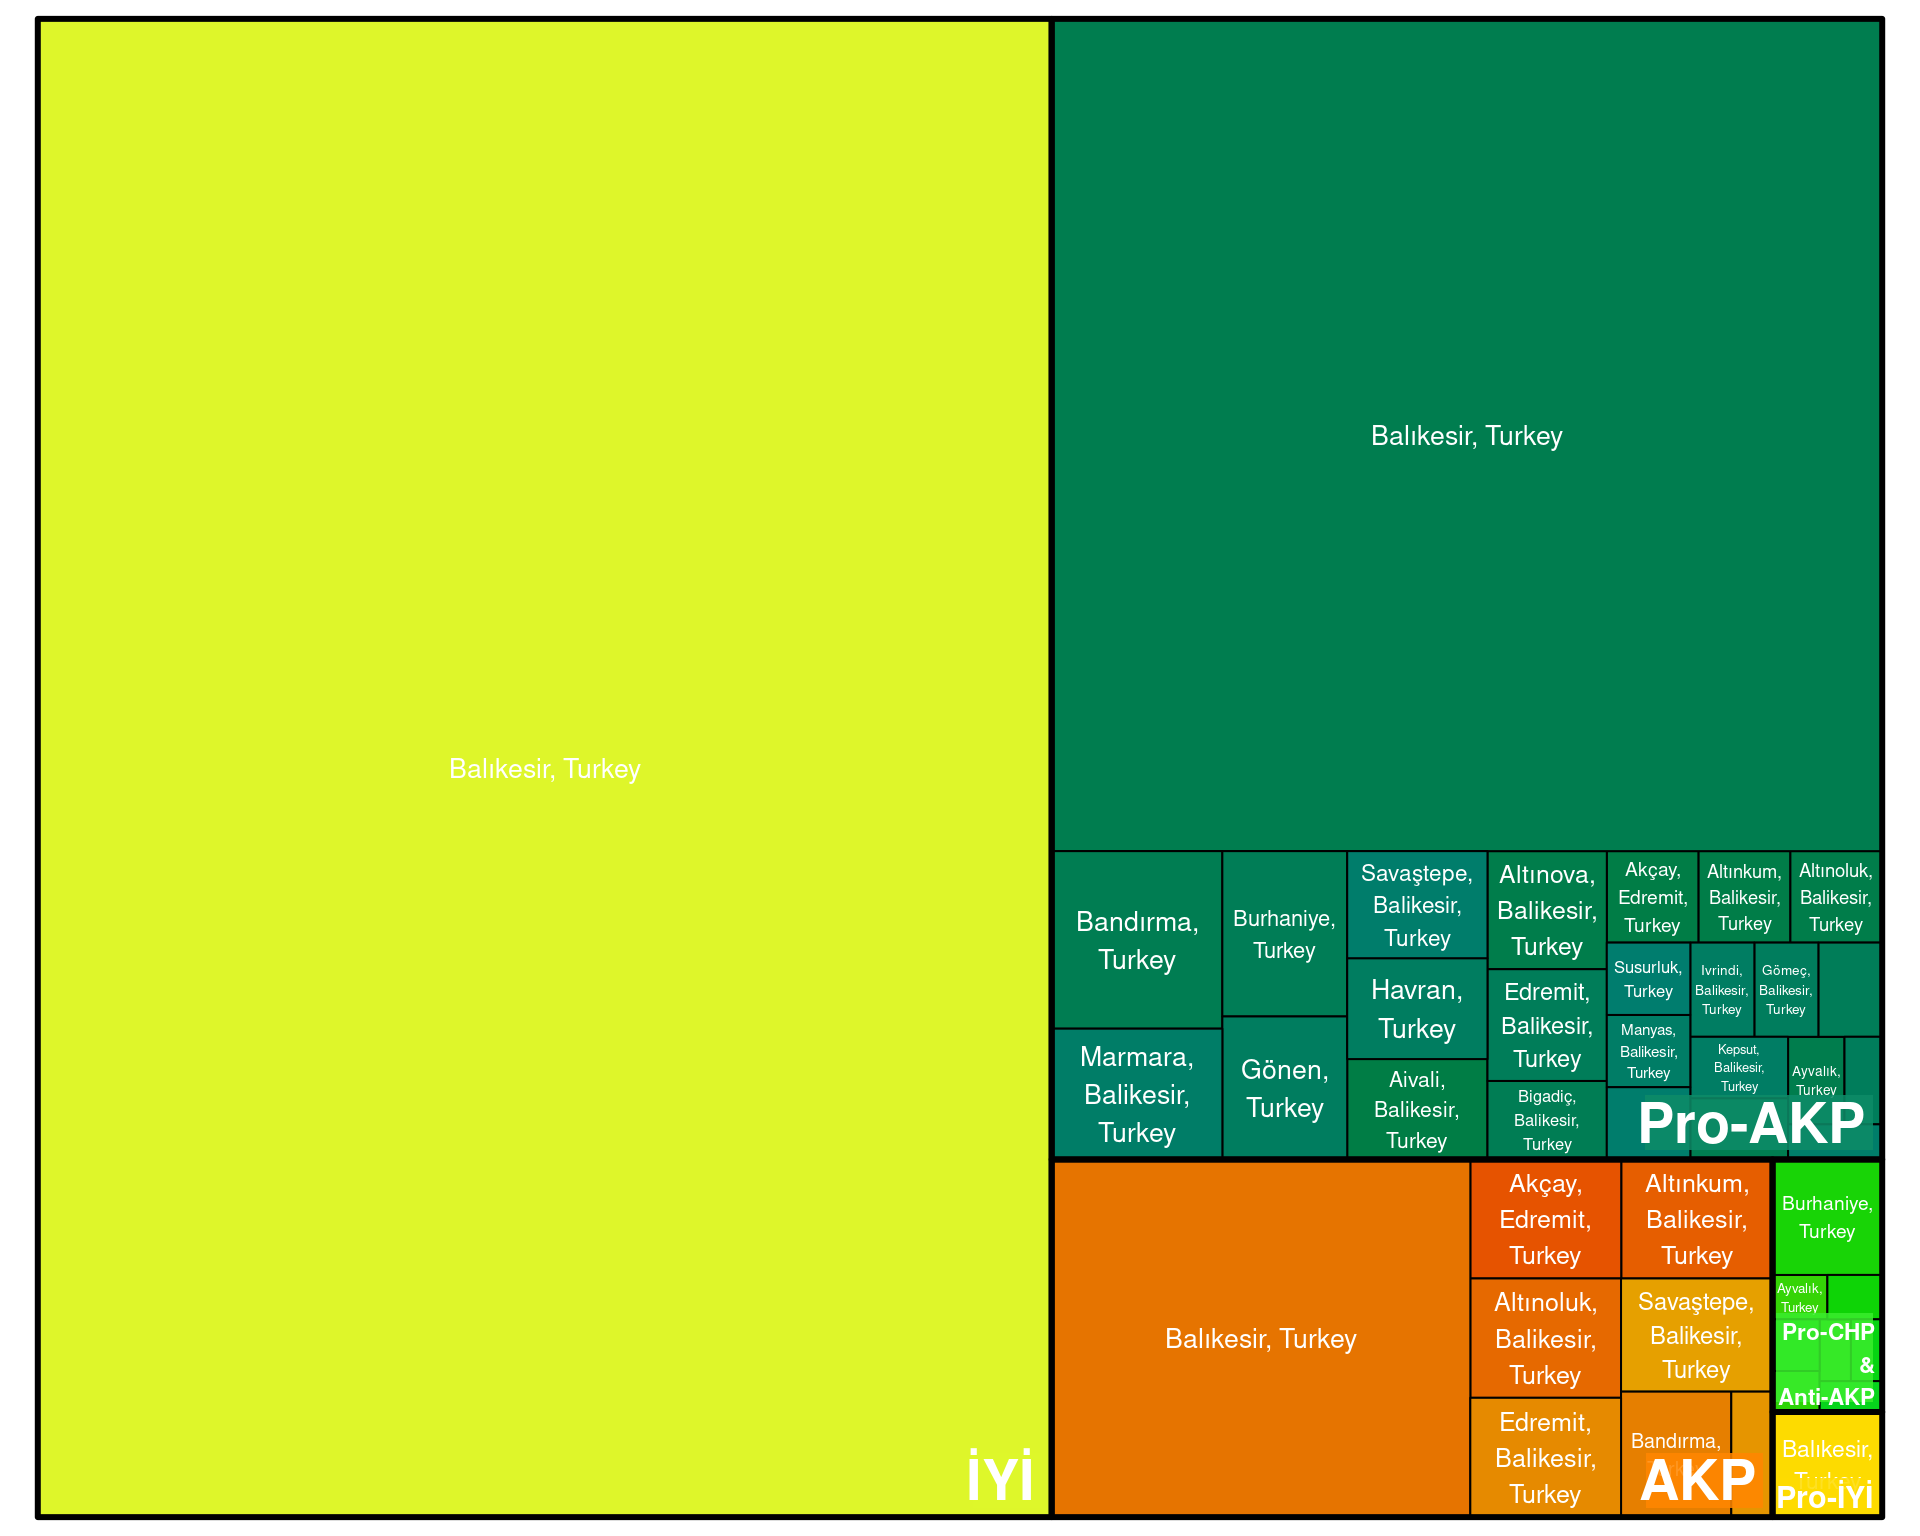 Balıkesir, Turkey
İYİ
Balıkesir, Turkey
Bandırma,
Turkey
Marmara,
Balikesir,
Turkey
Burhaniye,
Turkey
Gönen,
Turkey
Savaştepe,
Balikesir,
Turkey
Havran,
Turkey
Aivali,
Balikesir,
Turkey
Altınova,
Balikesir,
Turkey
Edremit,
Balikesir,
Turkey
Bigadiç,
Balikesir,
Turkey
Akçay,
Edremit,
Turkey
Altınkum,
Balikesir,
Turkey
Altınoluk,
Balikesir,
Turkey
Susurluk,
Turkey
Manyas,
Balikesir,
Turkey
Ivrindi,
Balikesir,
Turkey
Gömeç,
Balikesir,
Turkey
Kepsut,
Balikesir,
Turkey
Ayvalık,
Turkey
Pro-AKP
Balıkesir, Turkey
Akçay,
Edremit,
Turkey
Altınoluk,
Balikesir,
Turkey
Edremit,
Balikesir,
Turkey
Altınkum,
Balikesir,
Turkey
Savaştepe,
Balikesir,
Turkey
Bandırma,
AKP
Burhaniye,
Turkey
Ayvalık,
Turkey
Pro-CHP
&
Anti-AKP
Balıkesir,
Turkey
Pro-İYİ